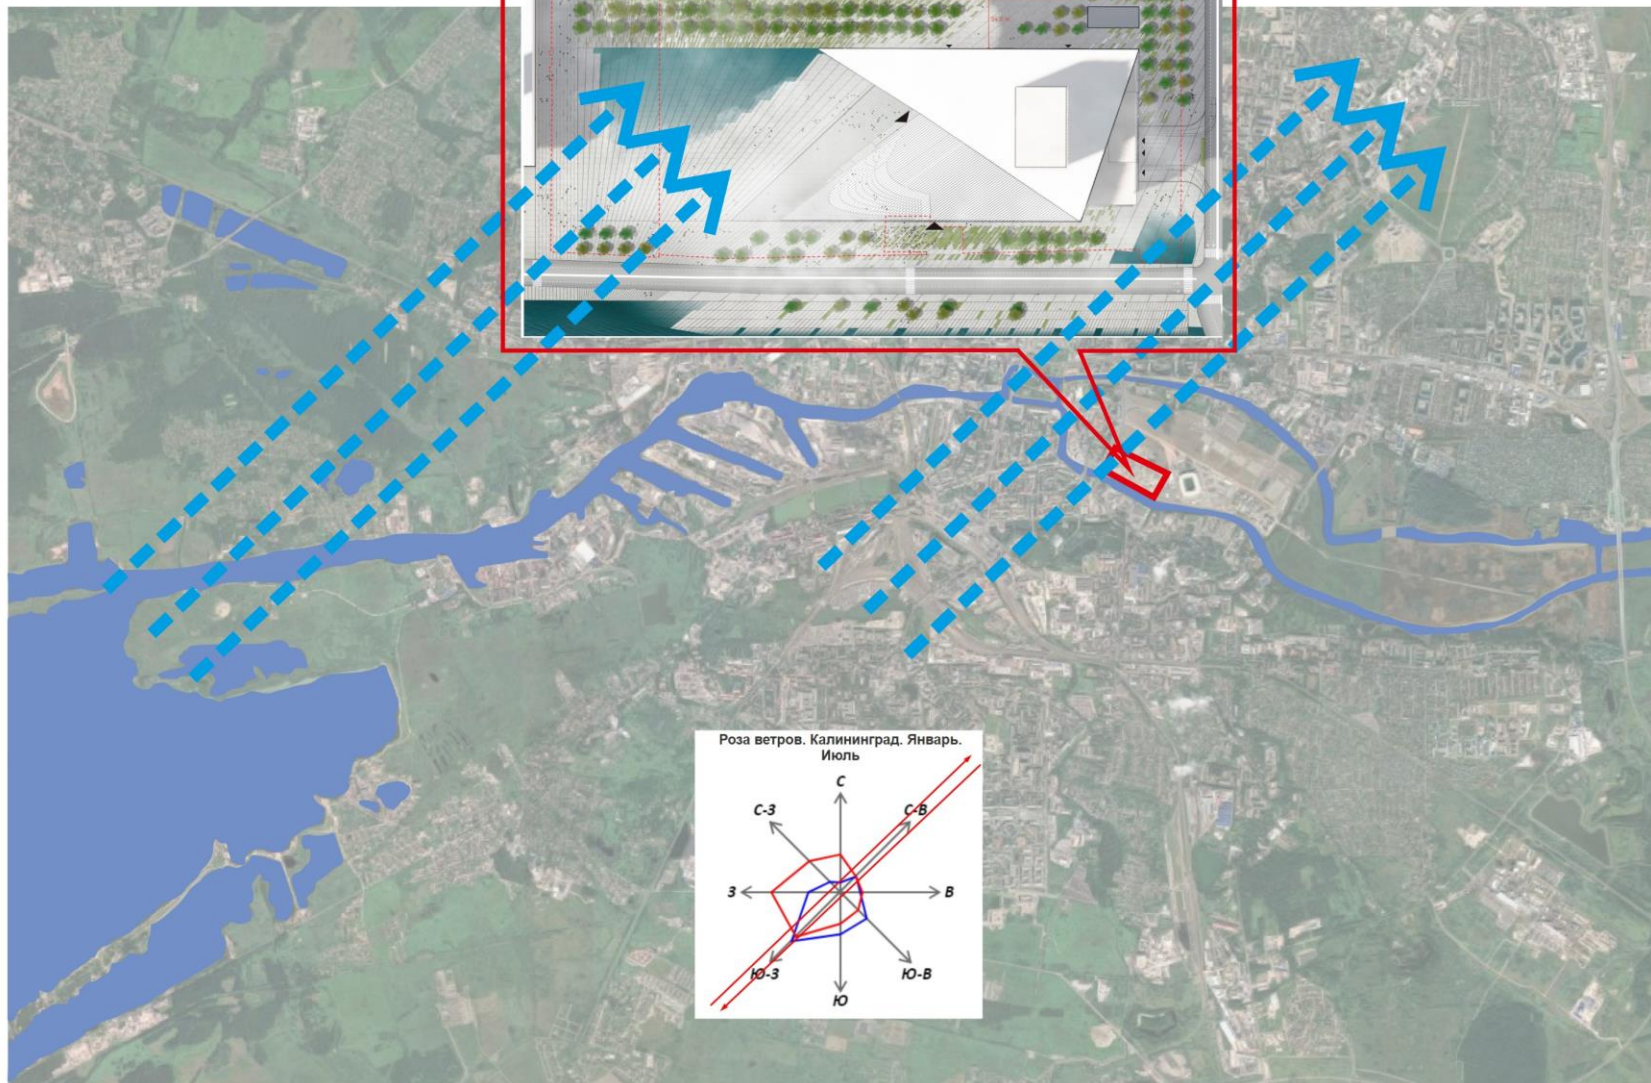 Роза ветров. Калининград. Январь.
Июль
С
С-З
С-В
З
В
Ю-З
Ю-В
Ю